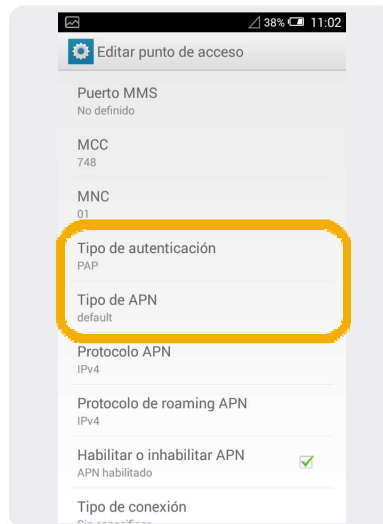 38% 11:02
Editar punto de acceso
Puerto MMS
No definido
MCC
748
MNC
01
Tipo de autenticación
PAP
Tipo de APN
default
Protocolo APN
IPv4
Protocolo de roaming APN
IPv4
Habilitar o inhabilitar APN
APN habilitado
Tipo de conexión